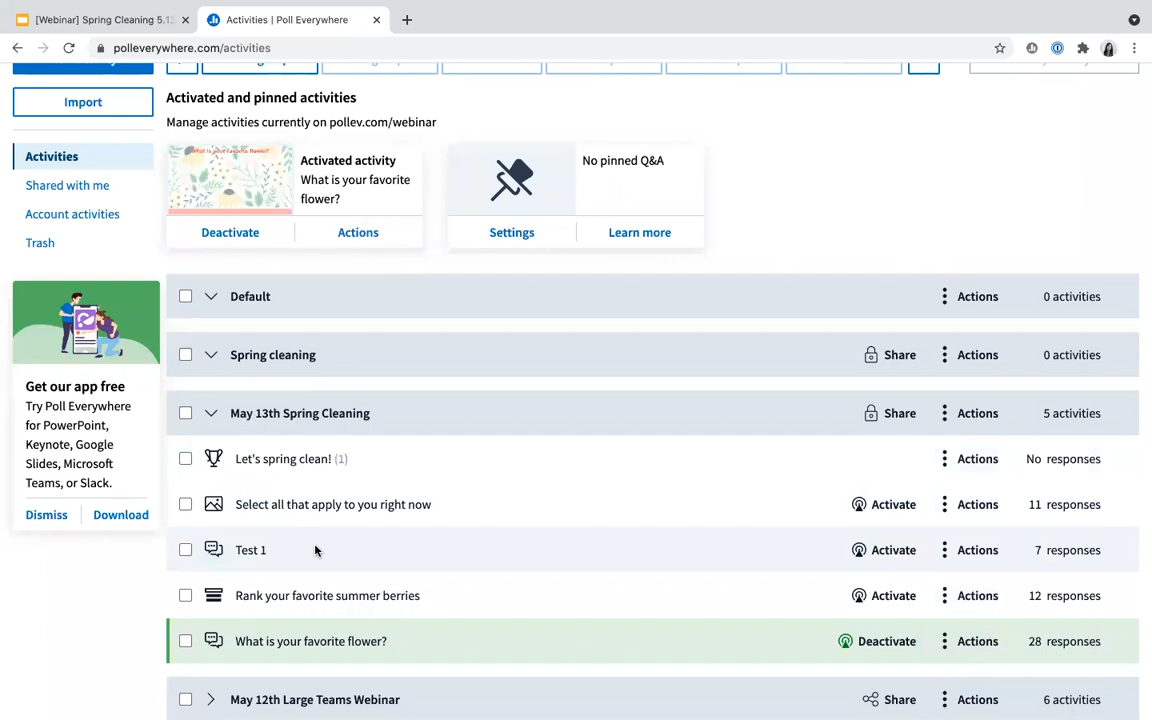 [Webinar] Spring Cleaning 5.13
Activities | Poll Everywhere
polleverywhere.com/activities
Import
Activities
Shared with me
Account activities
Trash
Get our app free
Try Poll Everywhere
for PowerPoint,
Keynote, Google
Slides, Microsoft
Teams, or Slack.
Dismiss Download
Activated and pinned activities
Manage activities currently on pollev.com/webinar
What is your favorite flower?
Activated activity
What is your favorite
flower?
Deactivate Actions
No pinned Q&A
Settings Learn more
Default Actions 0 activities
Spring cleaning Share Actions 0 activities
May 13th Spring Cleaning Share Actions 5 activities
Let's spring clean! (1) Actions No responses
Select all that apply to you right now Activate Actions 11 responses
Test 1 Activate Actions 7 responses
Rank your favorite summer berries Activate Actions 12 responses
What is your favorite flower? Deactivate Actions 28 responses
May 12th Large Teams Webinar Share Actions 6 activities